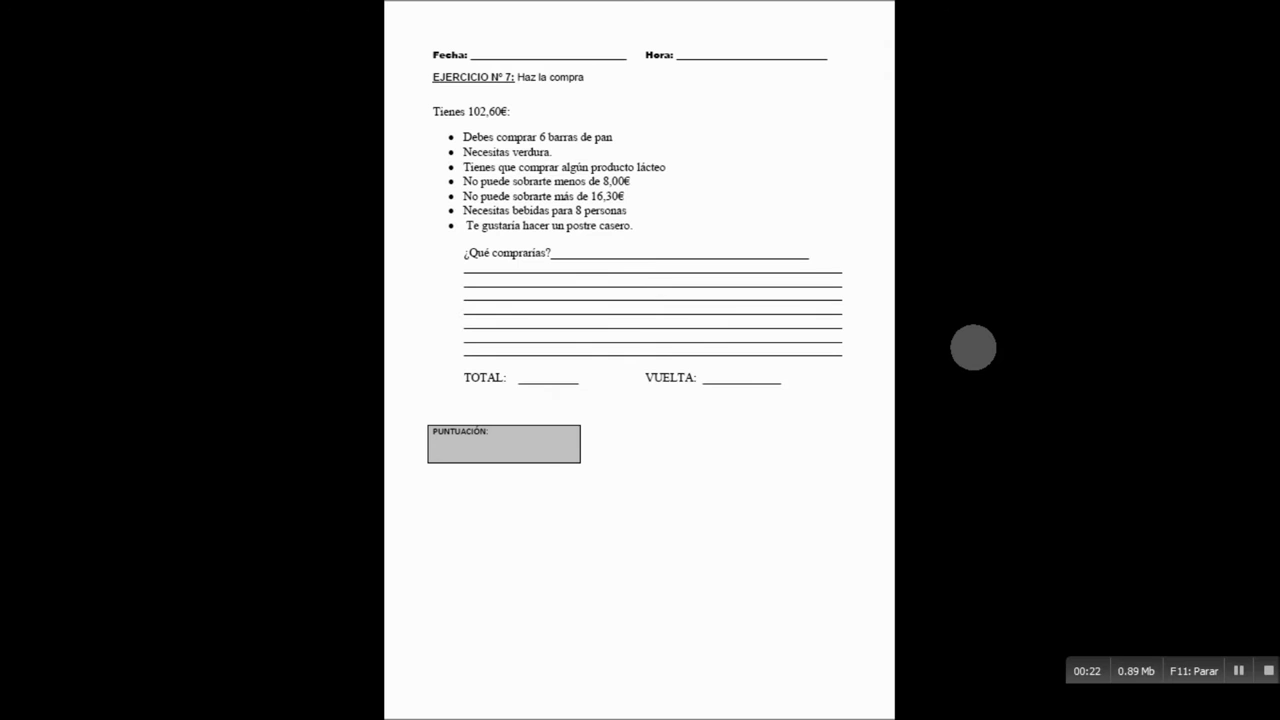 Fecha: Hora:
EJERCICIO Nº 7: Haz la compra
Tienes 102,60€:
• Debes comprar 6 barras de pan
• Necesitas verdura.
• Tienes que comprar algún producto lácteo
• No puede sobrarte menos de 8,00€
• No puede sobrarte más de 16,30€
• Necesitas bebidas para 8 personas
• Te gustaría hacer un postre casero.
¿Qué comprarías?
TOTAL: VUELTA:
PUNTUACIÓN:
00:22 0.89 Mb F11: Parar